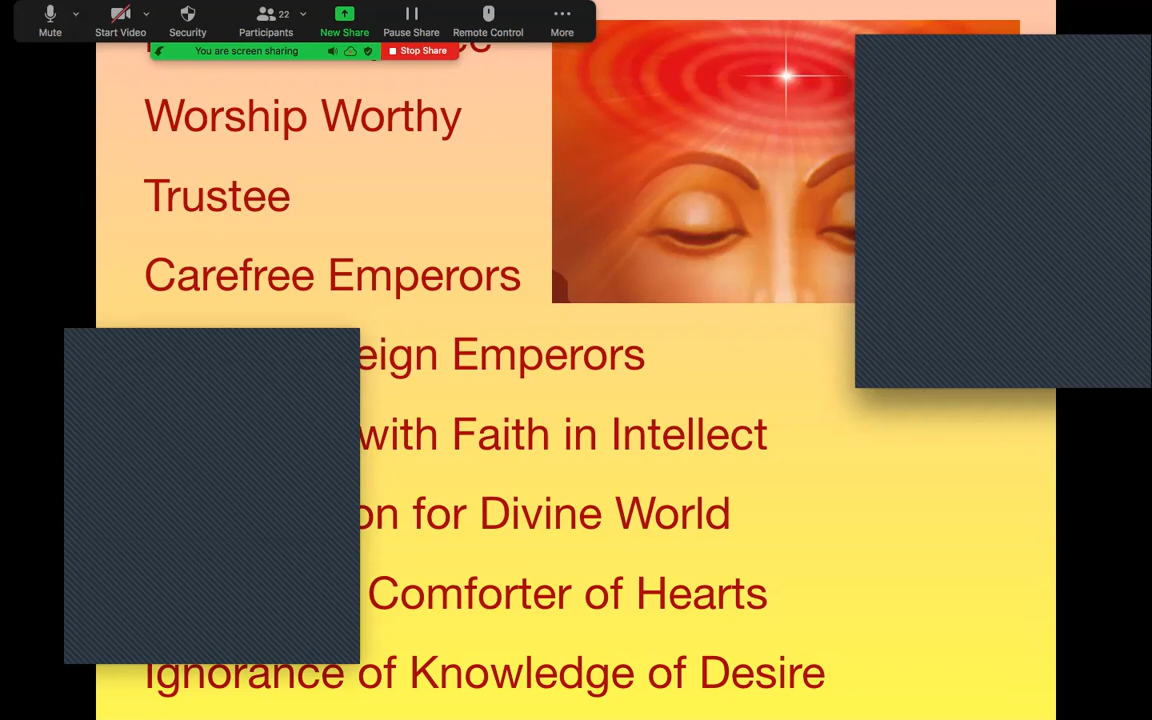 Mute
Start Video
Security
Participants
22
New Share
Pause Share
Remote Control
More
You are screen sharing
Stop Share
Worship Worthy
Trustee
Carefree Emperors
eign Emperors
with Faith in Intellect
on for Divine World
Comforter of Hearts
Ignorance of Knowledge of Desire